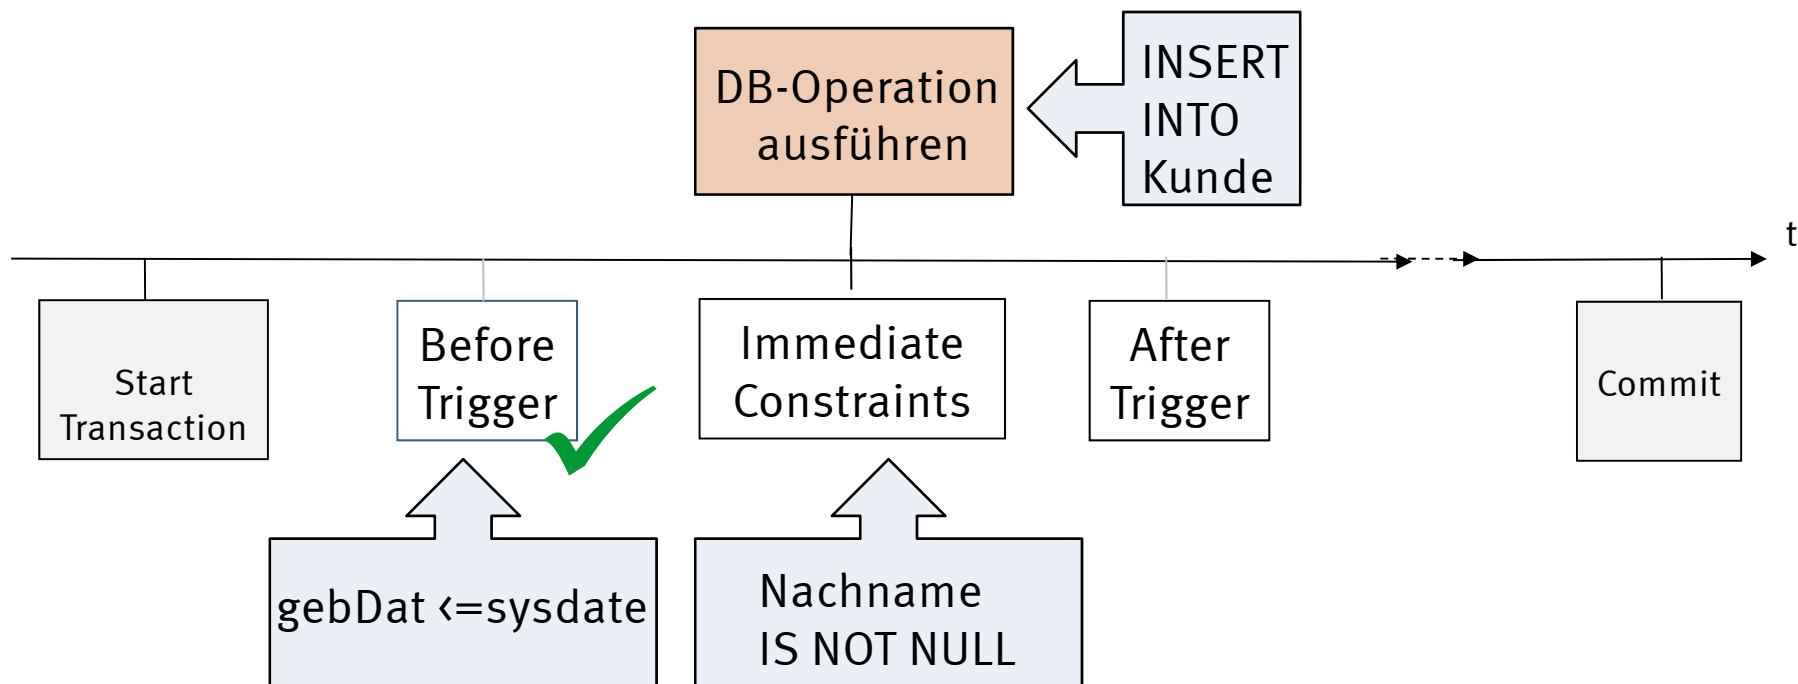 DB-Operation
ausführen
INSERT
INTO
Kunde
t
Start
Transaction
Before
Trigger
Immediate
Constraints
After
Trigger
Commit
gebDat <=sysdate
Nachname
IS NOT NULL